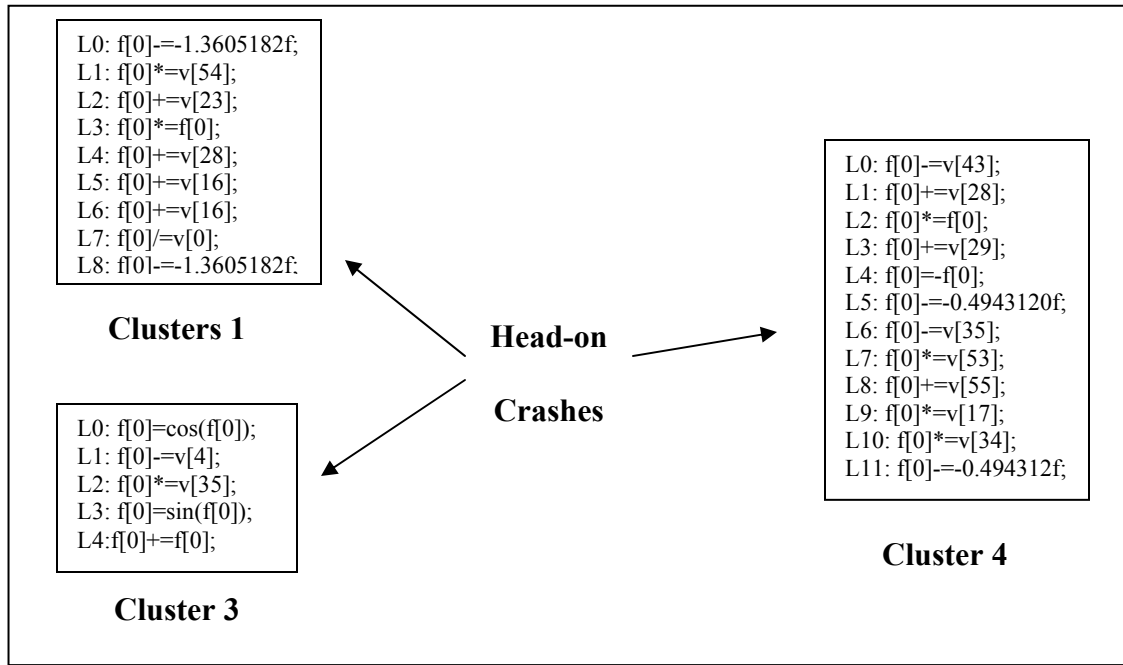 L0: f[0]-=-1.3605182f;
L1: f[0]*=v[54];
L2: f[0]+=v[23];
L3: f[0]*=f[0];
L4: f[0]+=v[28];
L5: f[0]+=v[16];
L6: f[0]+=v[16];
L7: f[0]/=v[0];
L8: f[0]-=-1.3605182f;
Clusters 1
Head-on
Crashes
L0: f[0]=cos(f[0]);
L1: f[0]-=v[4];
L2: f[0]*=v[35];
L3: f[0]=sin(f[0]);
L4:f[0]+=f[0];
Cluster 3
L0: f[0]-=v[43];
L1: f[0]+=v[28];
L2: f[0]*=f[0];
L3: f[0]+=v[29];
L4: f[0]=-f[0];
L5: f[0]-=-0.4943120f;
L6: f[0]-=v[35];
L7: f[0]*=v[53];
L8: f[0]+=v[55];
L9: f[0]*=v[17];
L10: f[0]*=v[34];
L11: f[0]-=-0.494312f;
Cluster 4